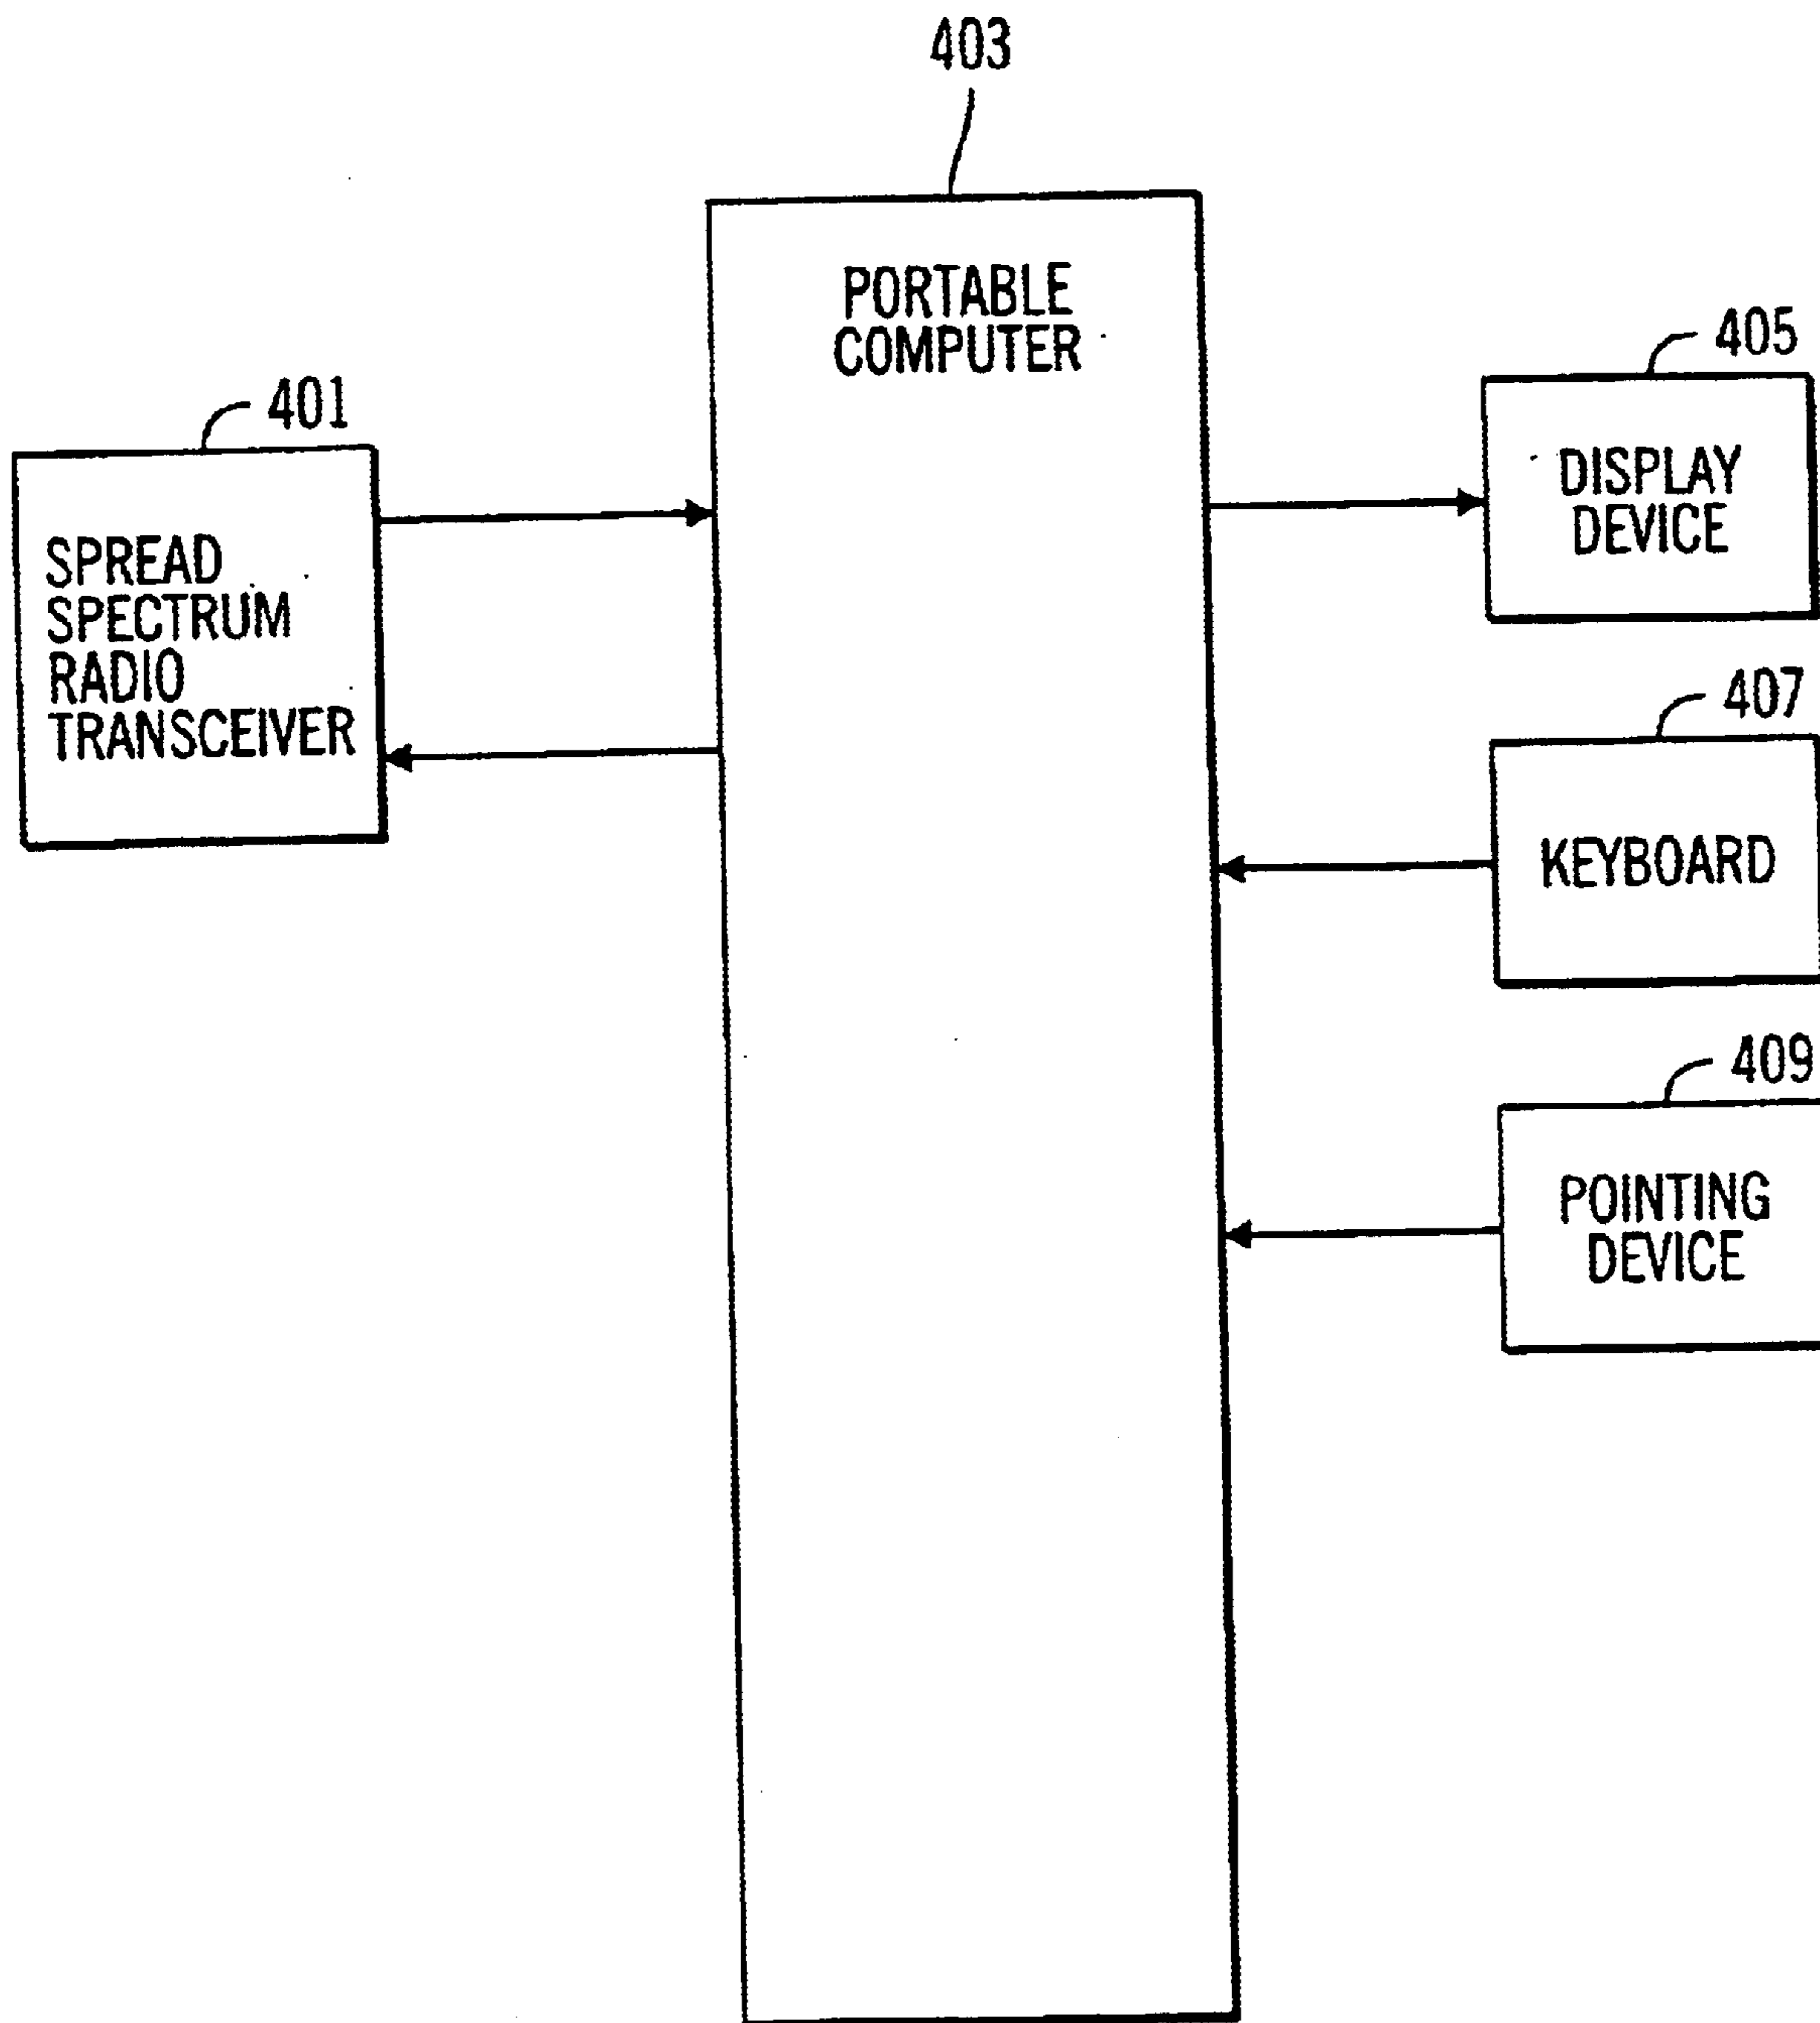 403
PORTABLE
COMPUTER
401
SPREAD
SPECTRUM
RADIO
TRANSCEIVER
405
DISPLAY
DEVICE
407
KEYBOARD
409
POINTING
DEVICE